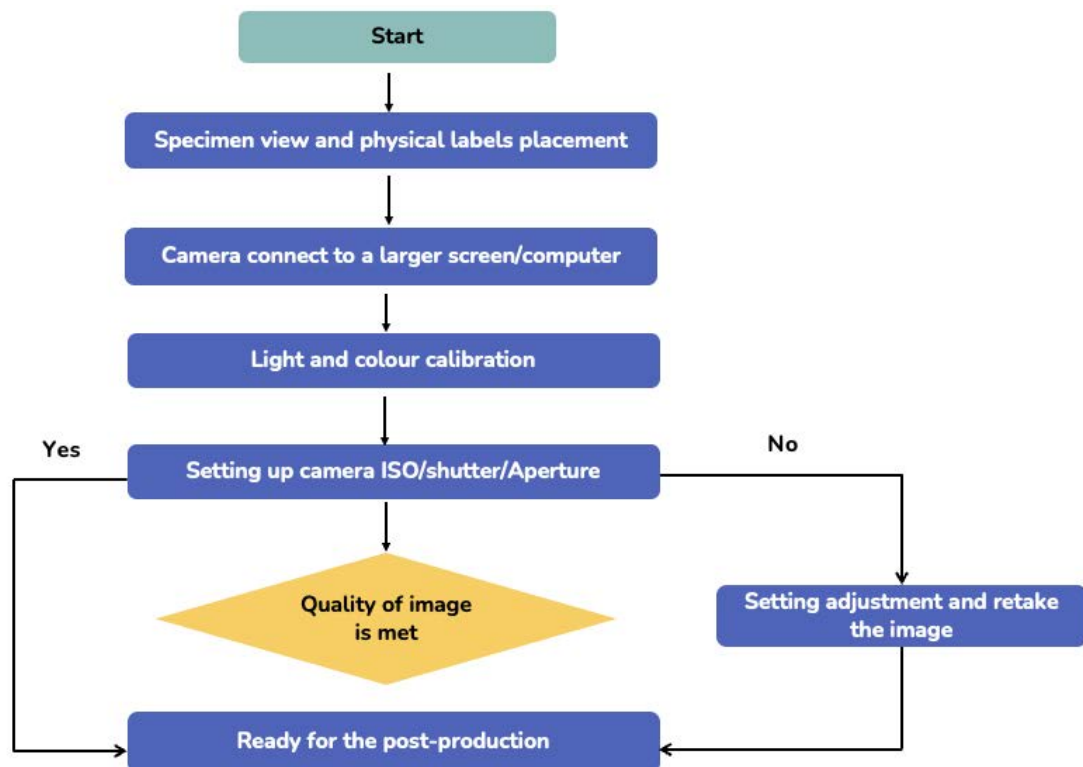 Start
Specimen view and physical labels placement
Camera connect to a larger screen/computer
Light and colour calibration
Yes
No
Setting up camera ISO/shutter/Aperture
Quality of image
is met
Setting adjustment and retake
the image
Ready for the post-production